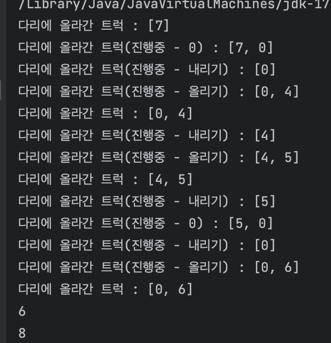 /Library/Java/JavaVirtualMachines/jdk-17
다리에 올라간 트럭 : [7]
다리에 올라간 트럭(진행중 - 0) : [7, 0]
다리에 올라간 트럭(진행중 - 내리기) : [0]
다리에 올라간 트럭(진행중 - 올리기) : [0, 4]
다리에 올라간 트럭 : [0, 4]
다리에 올라간 트럭(진행중 - 내리기) : [4]
다리에 올라간 트럭(진행중 - 올리기) : [4, 5]
다리에 올라간 트럭 : [4, 5]
다리에 올라간 트럭(진행중 - 내리기) : [5]
다리에 올라간 트럭(진행중 - 0) : [5, 0]
다리에 올라간 트럭(진행중 - 내리기) : [0]
다리에 올라간 트럭(진행중 - 올리기) : [0, 6]
다리에 올라간 트럭 : [0, 6]
6
8